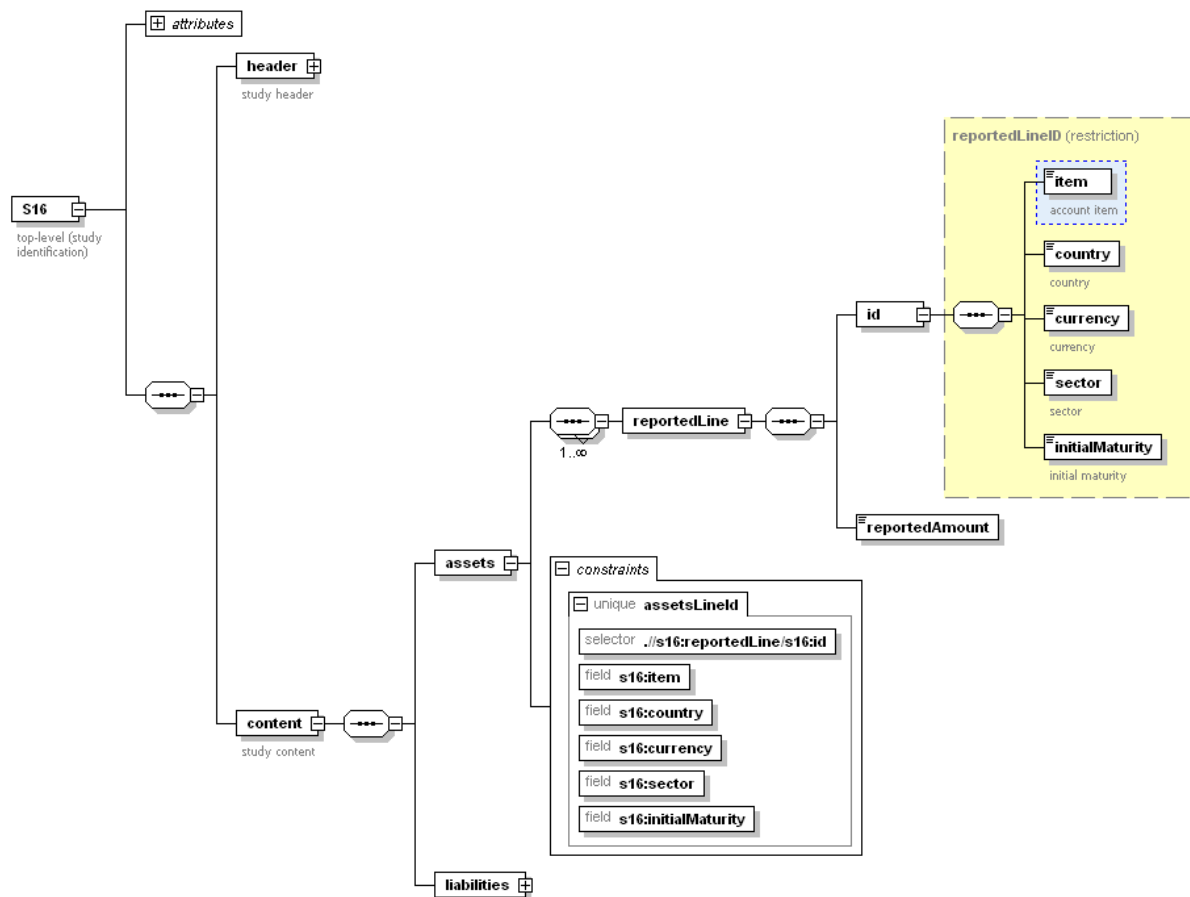 attributes
header
study header
S16
top-level (study
identification)
reportedLineID (restriction)
item
account item
country
country
currency
currency
sector
sector
initialMaturity
initial maturity
id
reportedLine
1..∞
reportedAmount
assets
constraints
unique assetsLineId
selector .//s16:reportedLine/s16:id
field s16:item
field s16:country
field s16:currency
field s16:sector
field s16:initialMaturity
content
study content
liabilities